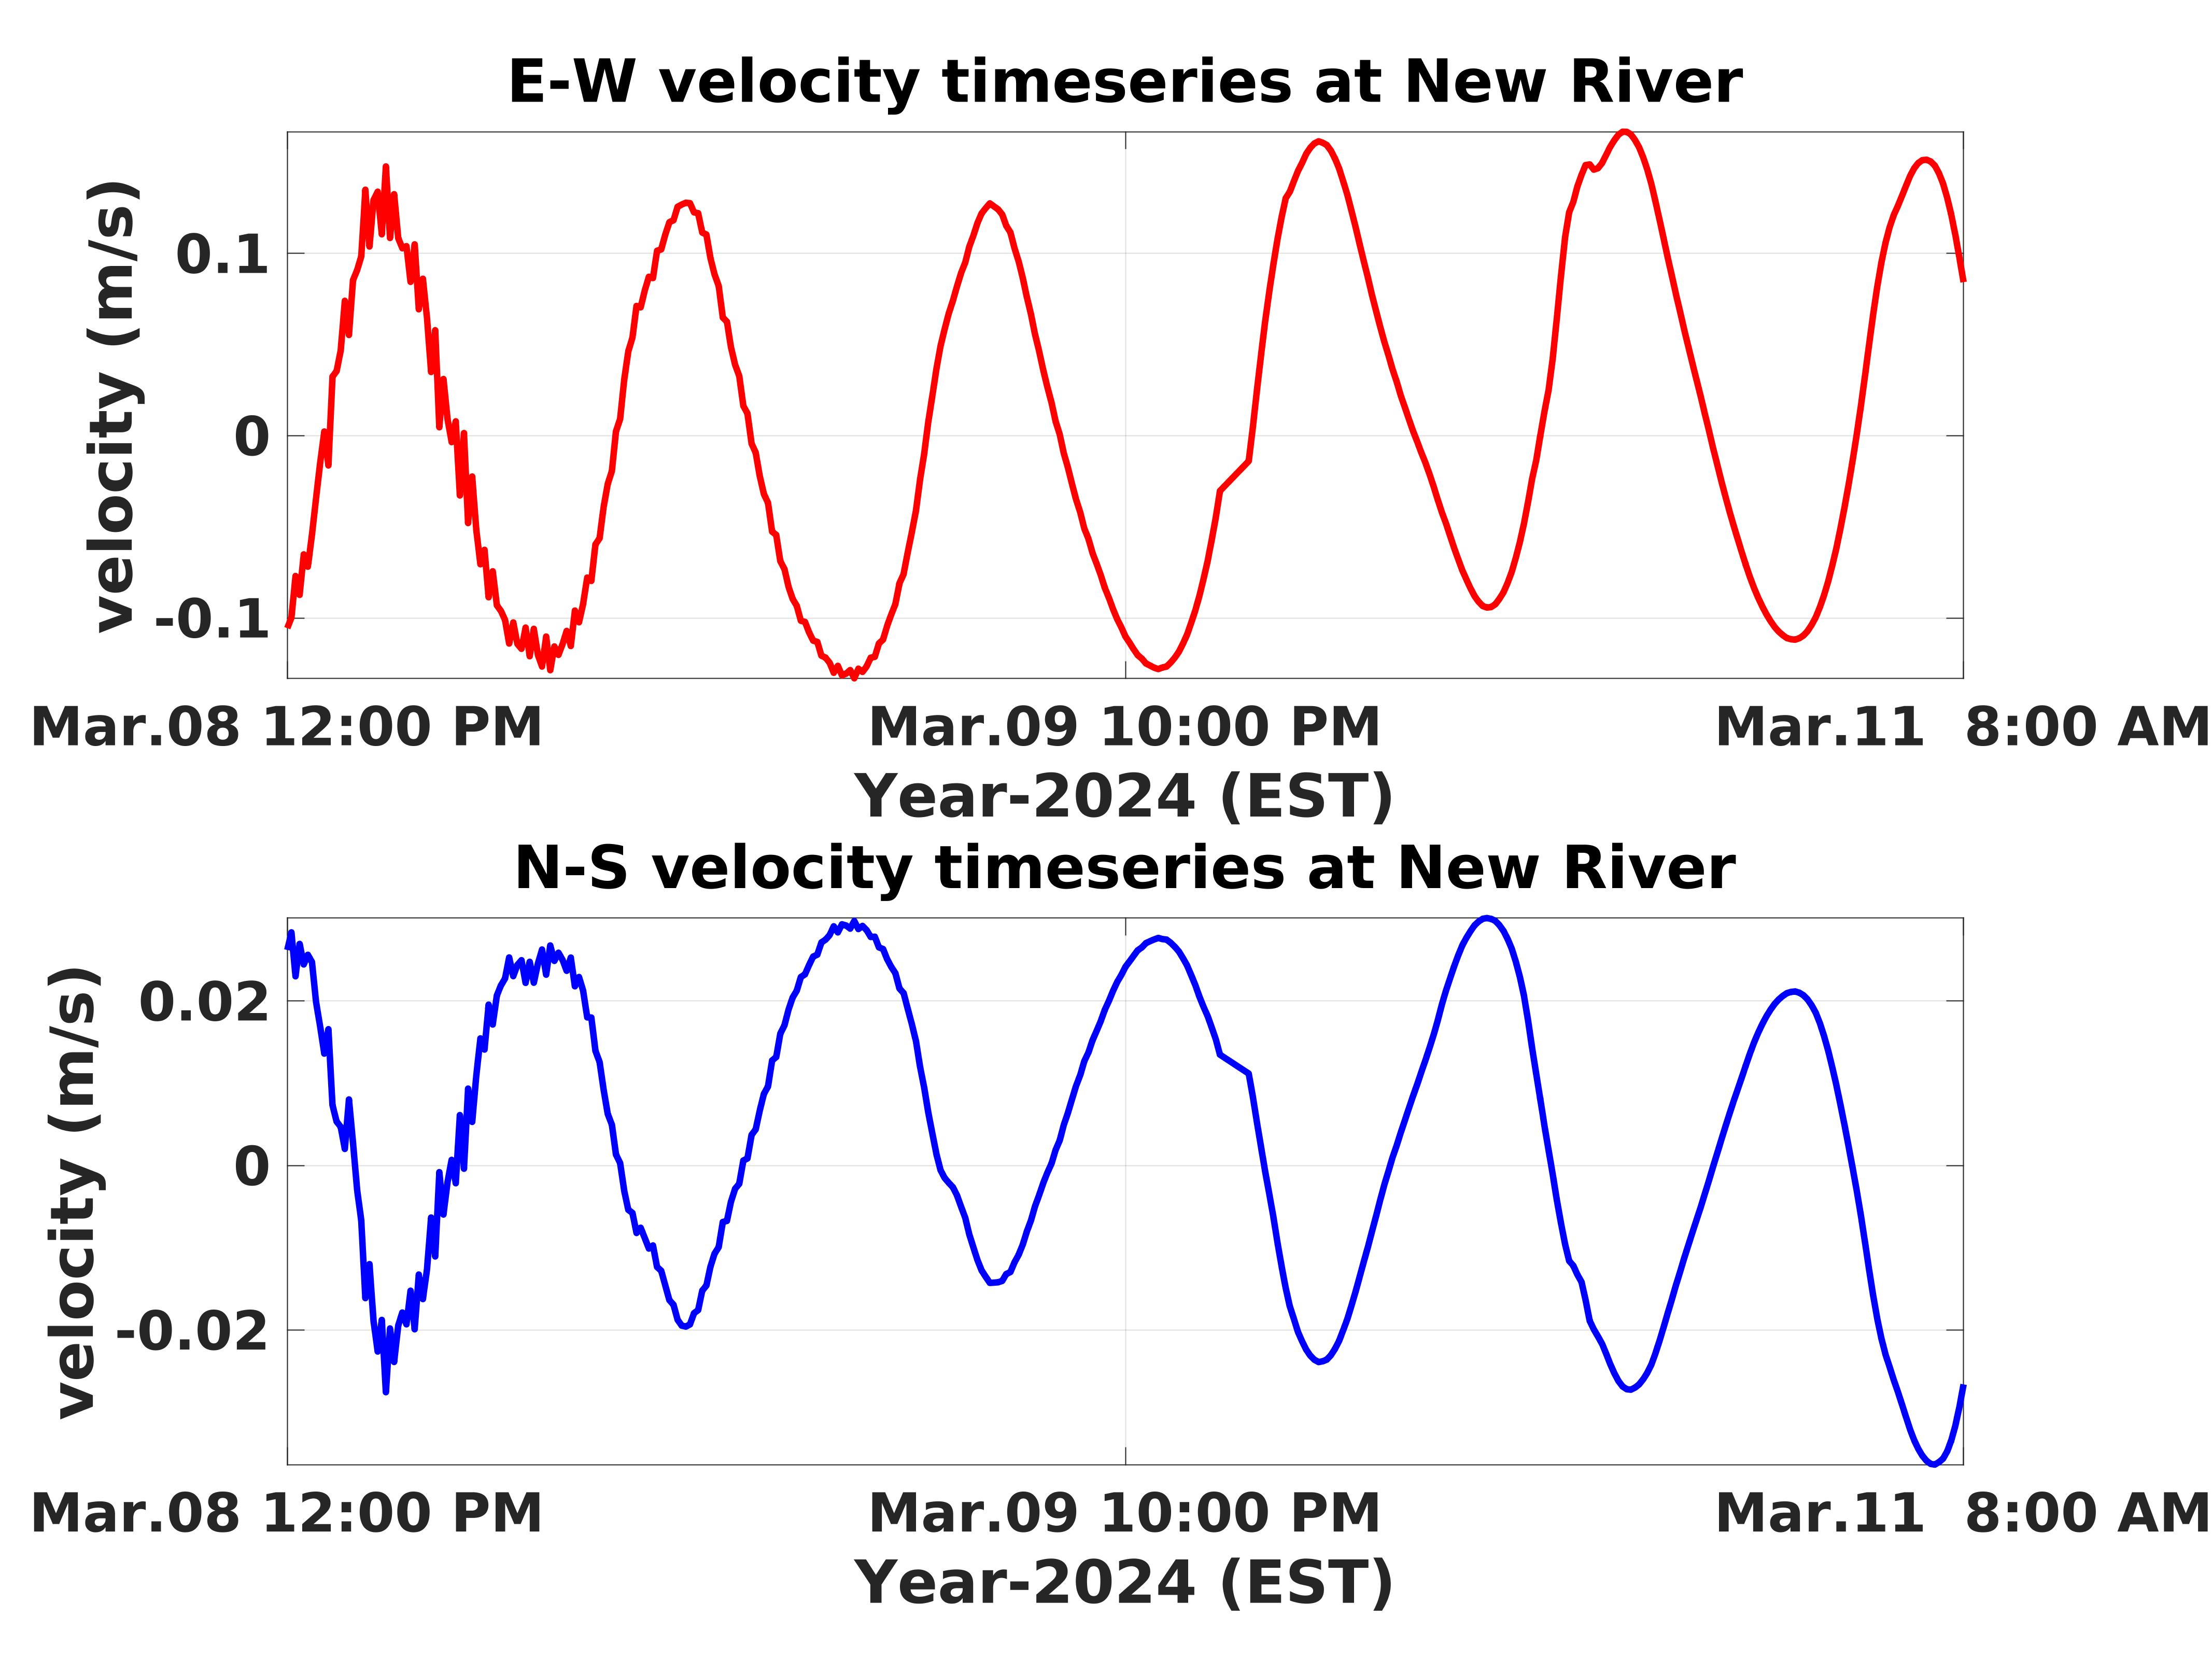 E-W velocity timeseries at New River
velocity (m/s)
0.1
0
-0.1
Mar.08 12:00 PM Mar.09 10:00 PM Mar.11 8:00 AM
Year-2024 (EST)
N-S velocity timeseries at New River
velocity (m/s)
0.02
0
-0.02
Mar.08 12:00 PM Mar.09 10:00 PM Mar.11 8:00 AM
Year-2024 (EST)